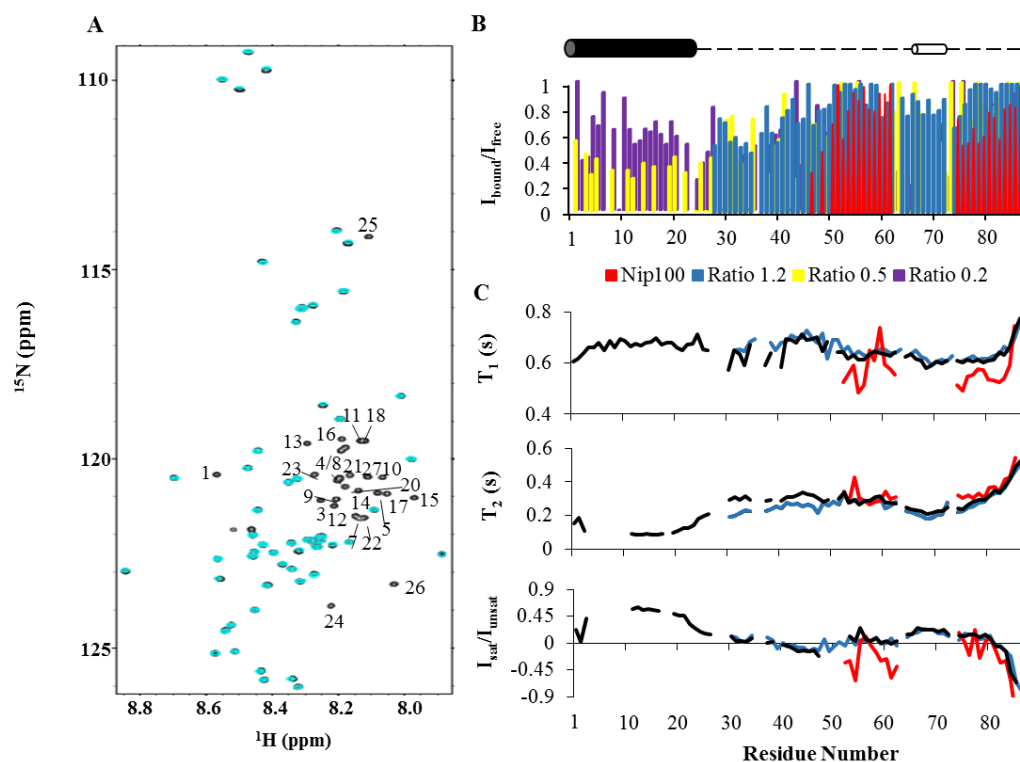 A
110
115
120
125
¹⁵N (ppm)
25
11 18
16
13
4/8 21 27 10
1
23
20
9
14
15
3
17
12
5
7 22
26
24
8.8 8.6 8.4 8.2 8.0
¹H (ppm)
B
I_bound/I_free
1
0.8
0.6
0.4
0.2
0
1 10 20 30 40 50 60 70 80
Nip100 Ratio 1.2 Ratio 0.5 Ratio 0.2
C
T₁ (s)
0.8
0.6
0.4
T₂ (s)
0.6
0.4
0.2
0
I_sat/I_unsat
0.9
0.45
0
-0.45
-0.9
1 10 20 30 40 50 60 70 80
Residue Number